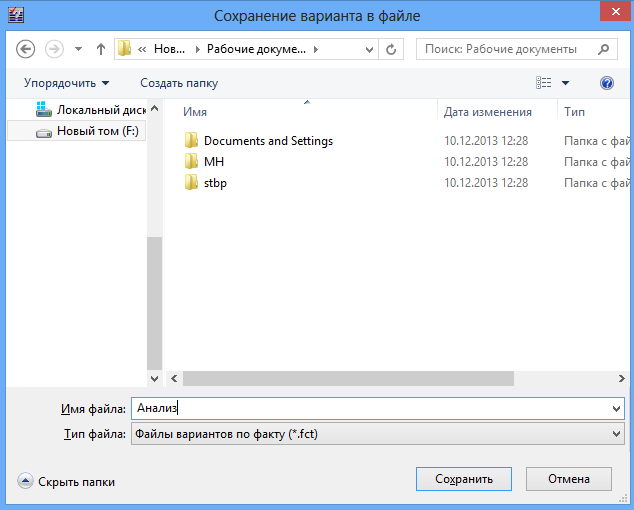 Сохранение варианта в файле
« Нов... Рабочие докуме... Поиск: Рабочие документы
Упорядочить Создать папку
Локальный диск
Новый том (F:)
Имя Дата изменения Тип
Documents and Settings 10.12.2013 12:28 Папка с фай
MH 10.12.2013 12:28 Папка с фай
stbp 10.12.2013 12:28 Папка с фай
Имя файла: Анализ
Тип файла: Файлы вариантов по факту (*.fct)
Скрыть папки Сохранить Отмена